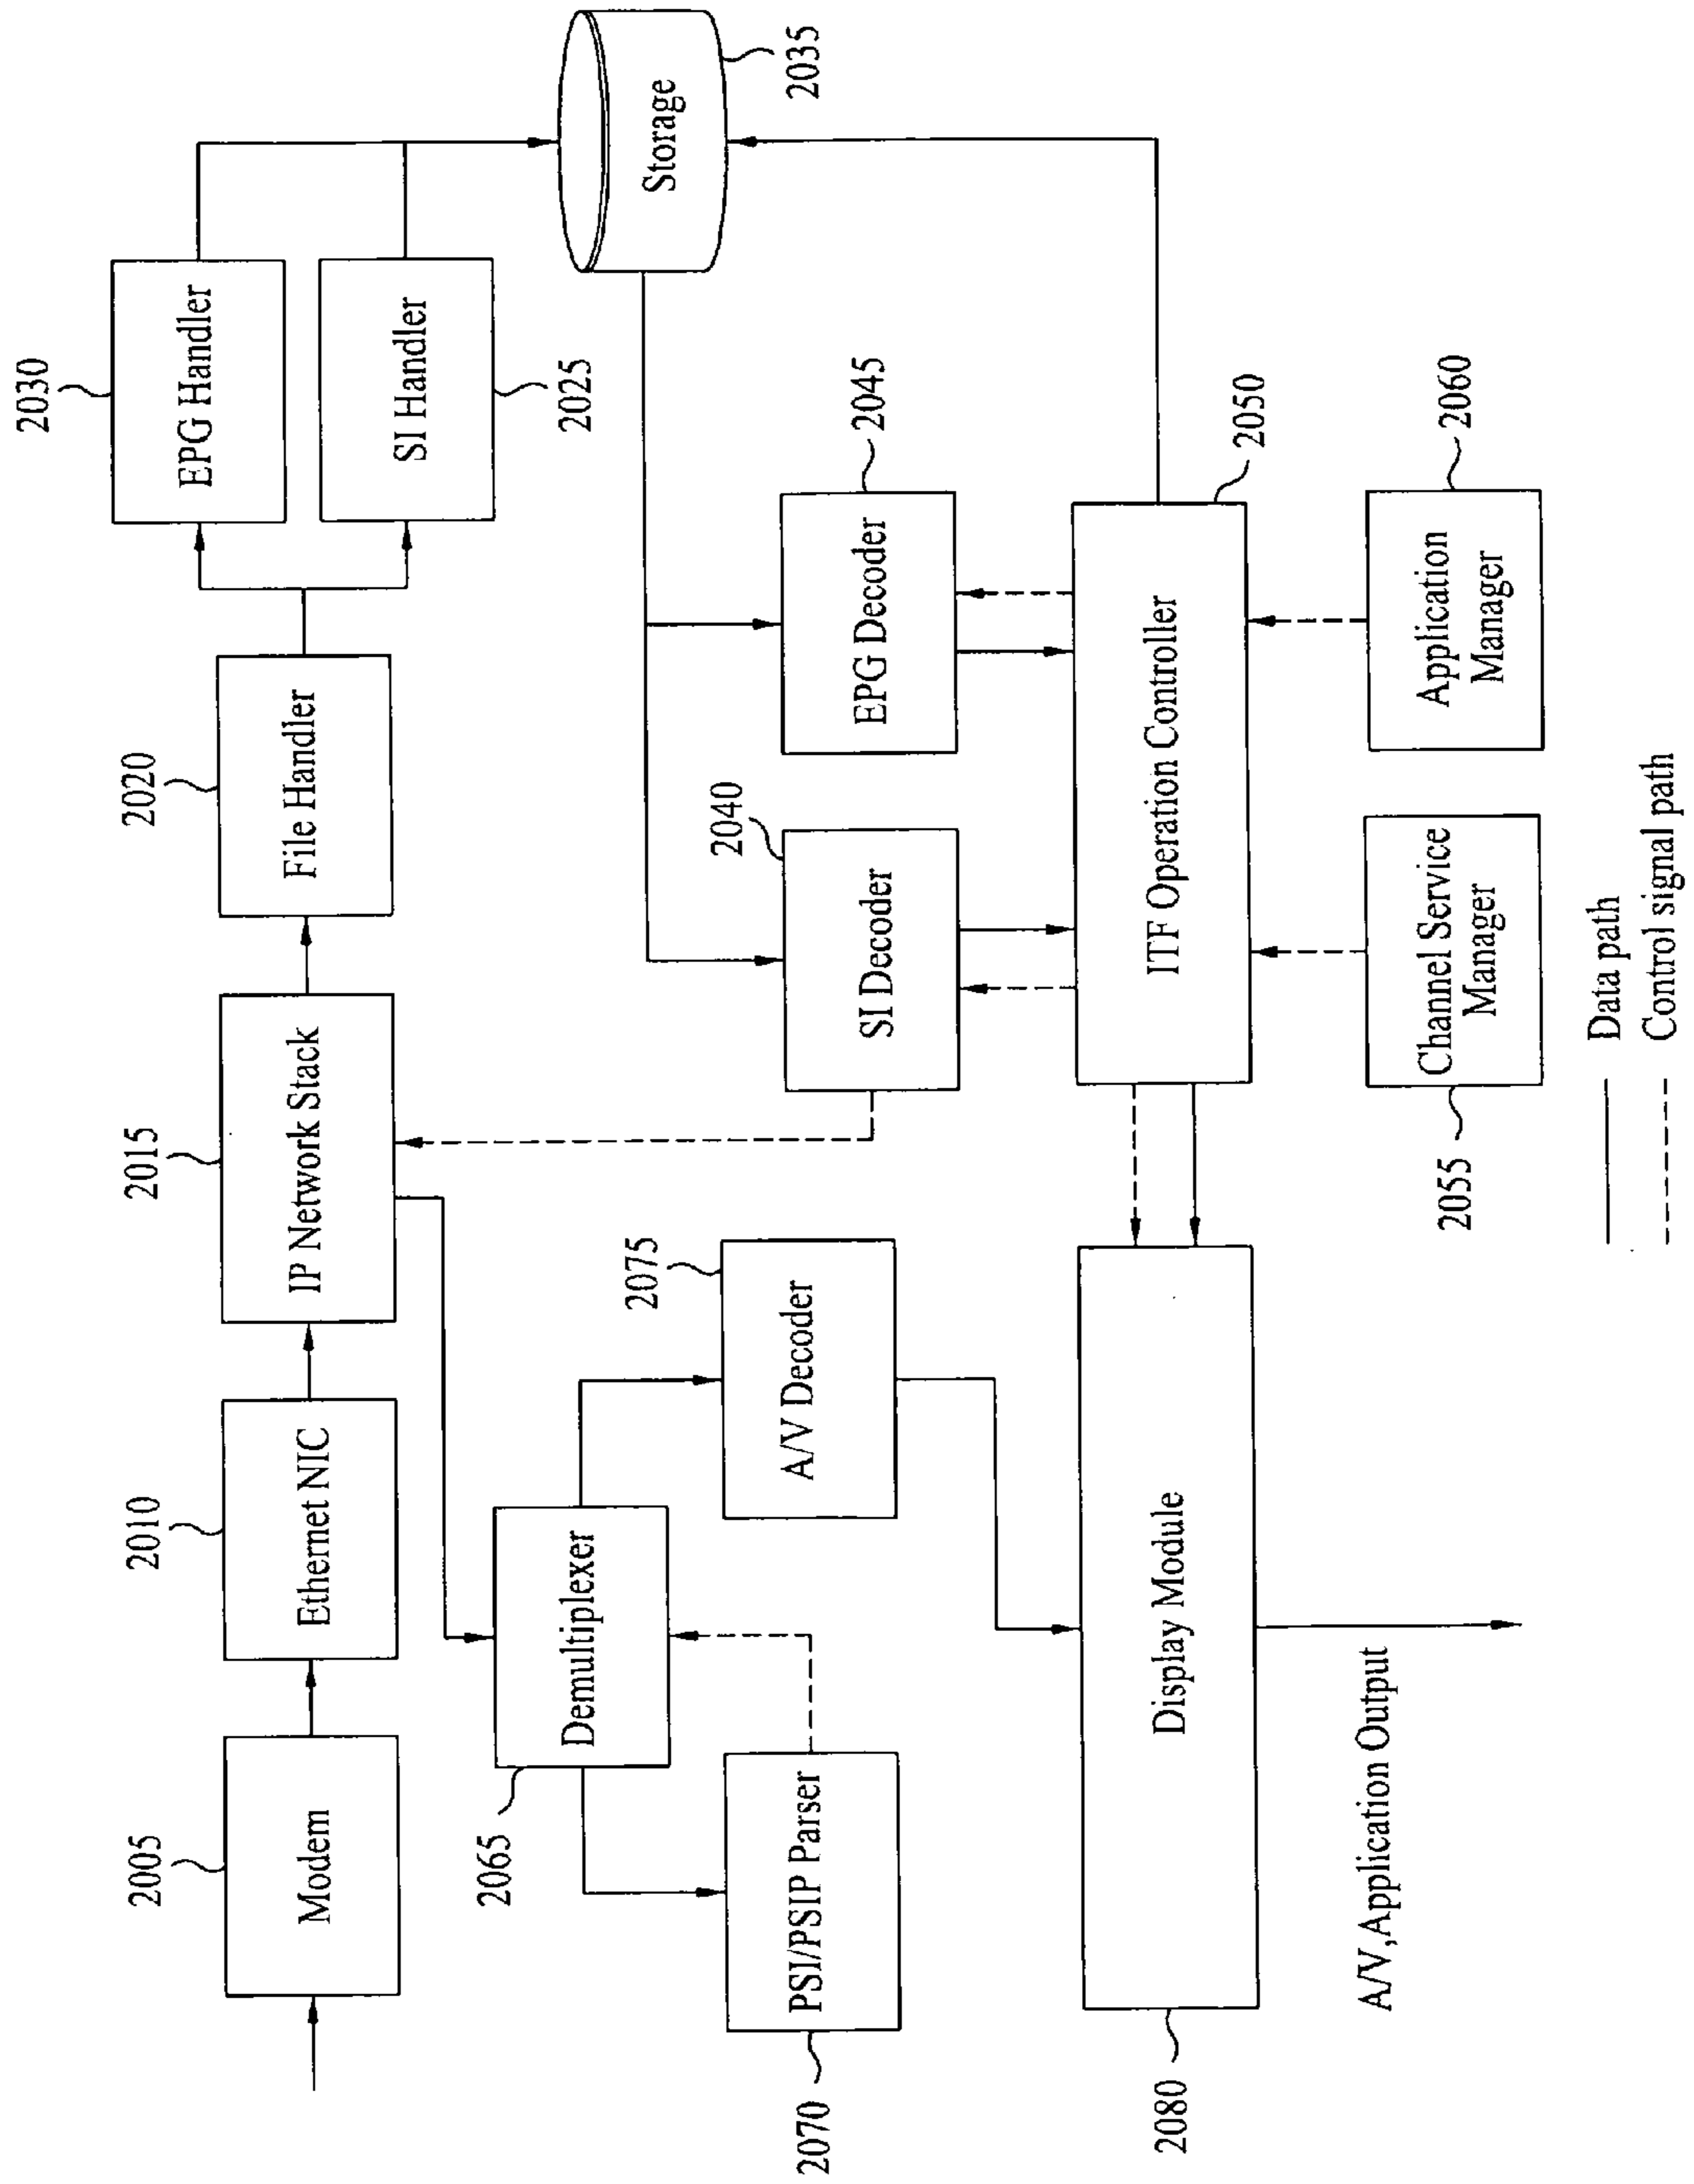 2005
Modem
2010
Ethernet NIC
2015
IP Network Stack
2020
File Handler
2030
EPG Handler
SI Handler
2025
Storage
2035
2065
Demultiplexer
2070
PSI/PSIP Parser
2075
A/V Decoder
2040
SI Decoder
EPG Decoder
2045
2080
Display Module
ITF Operation Controller
2050
A/V,Application Output
2055
Channel Service
Manager
Application
Manager
2060
Data path
Control signal path